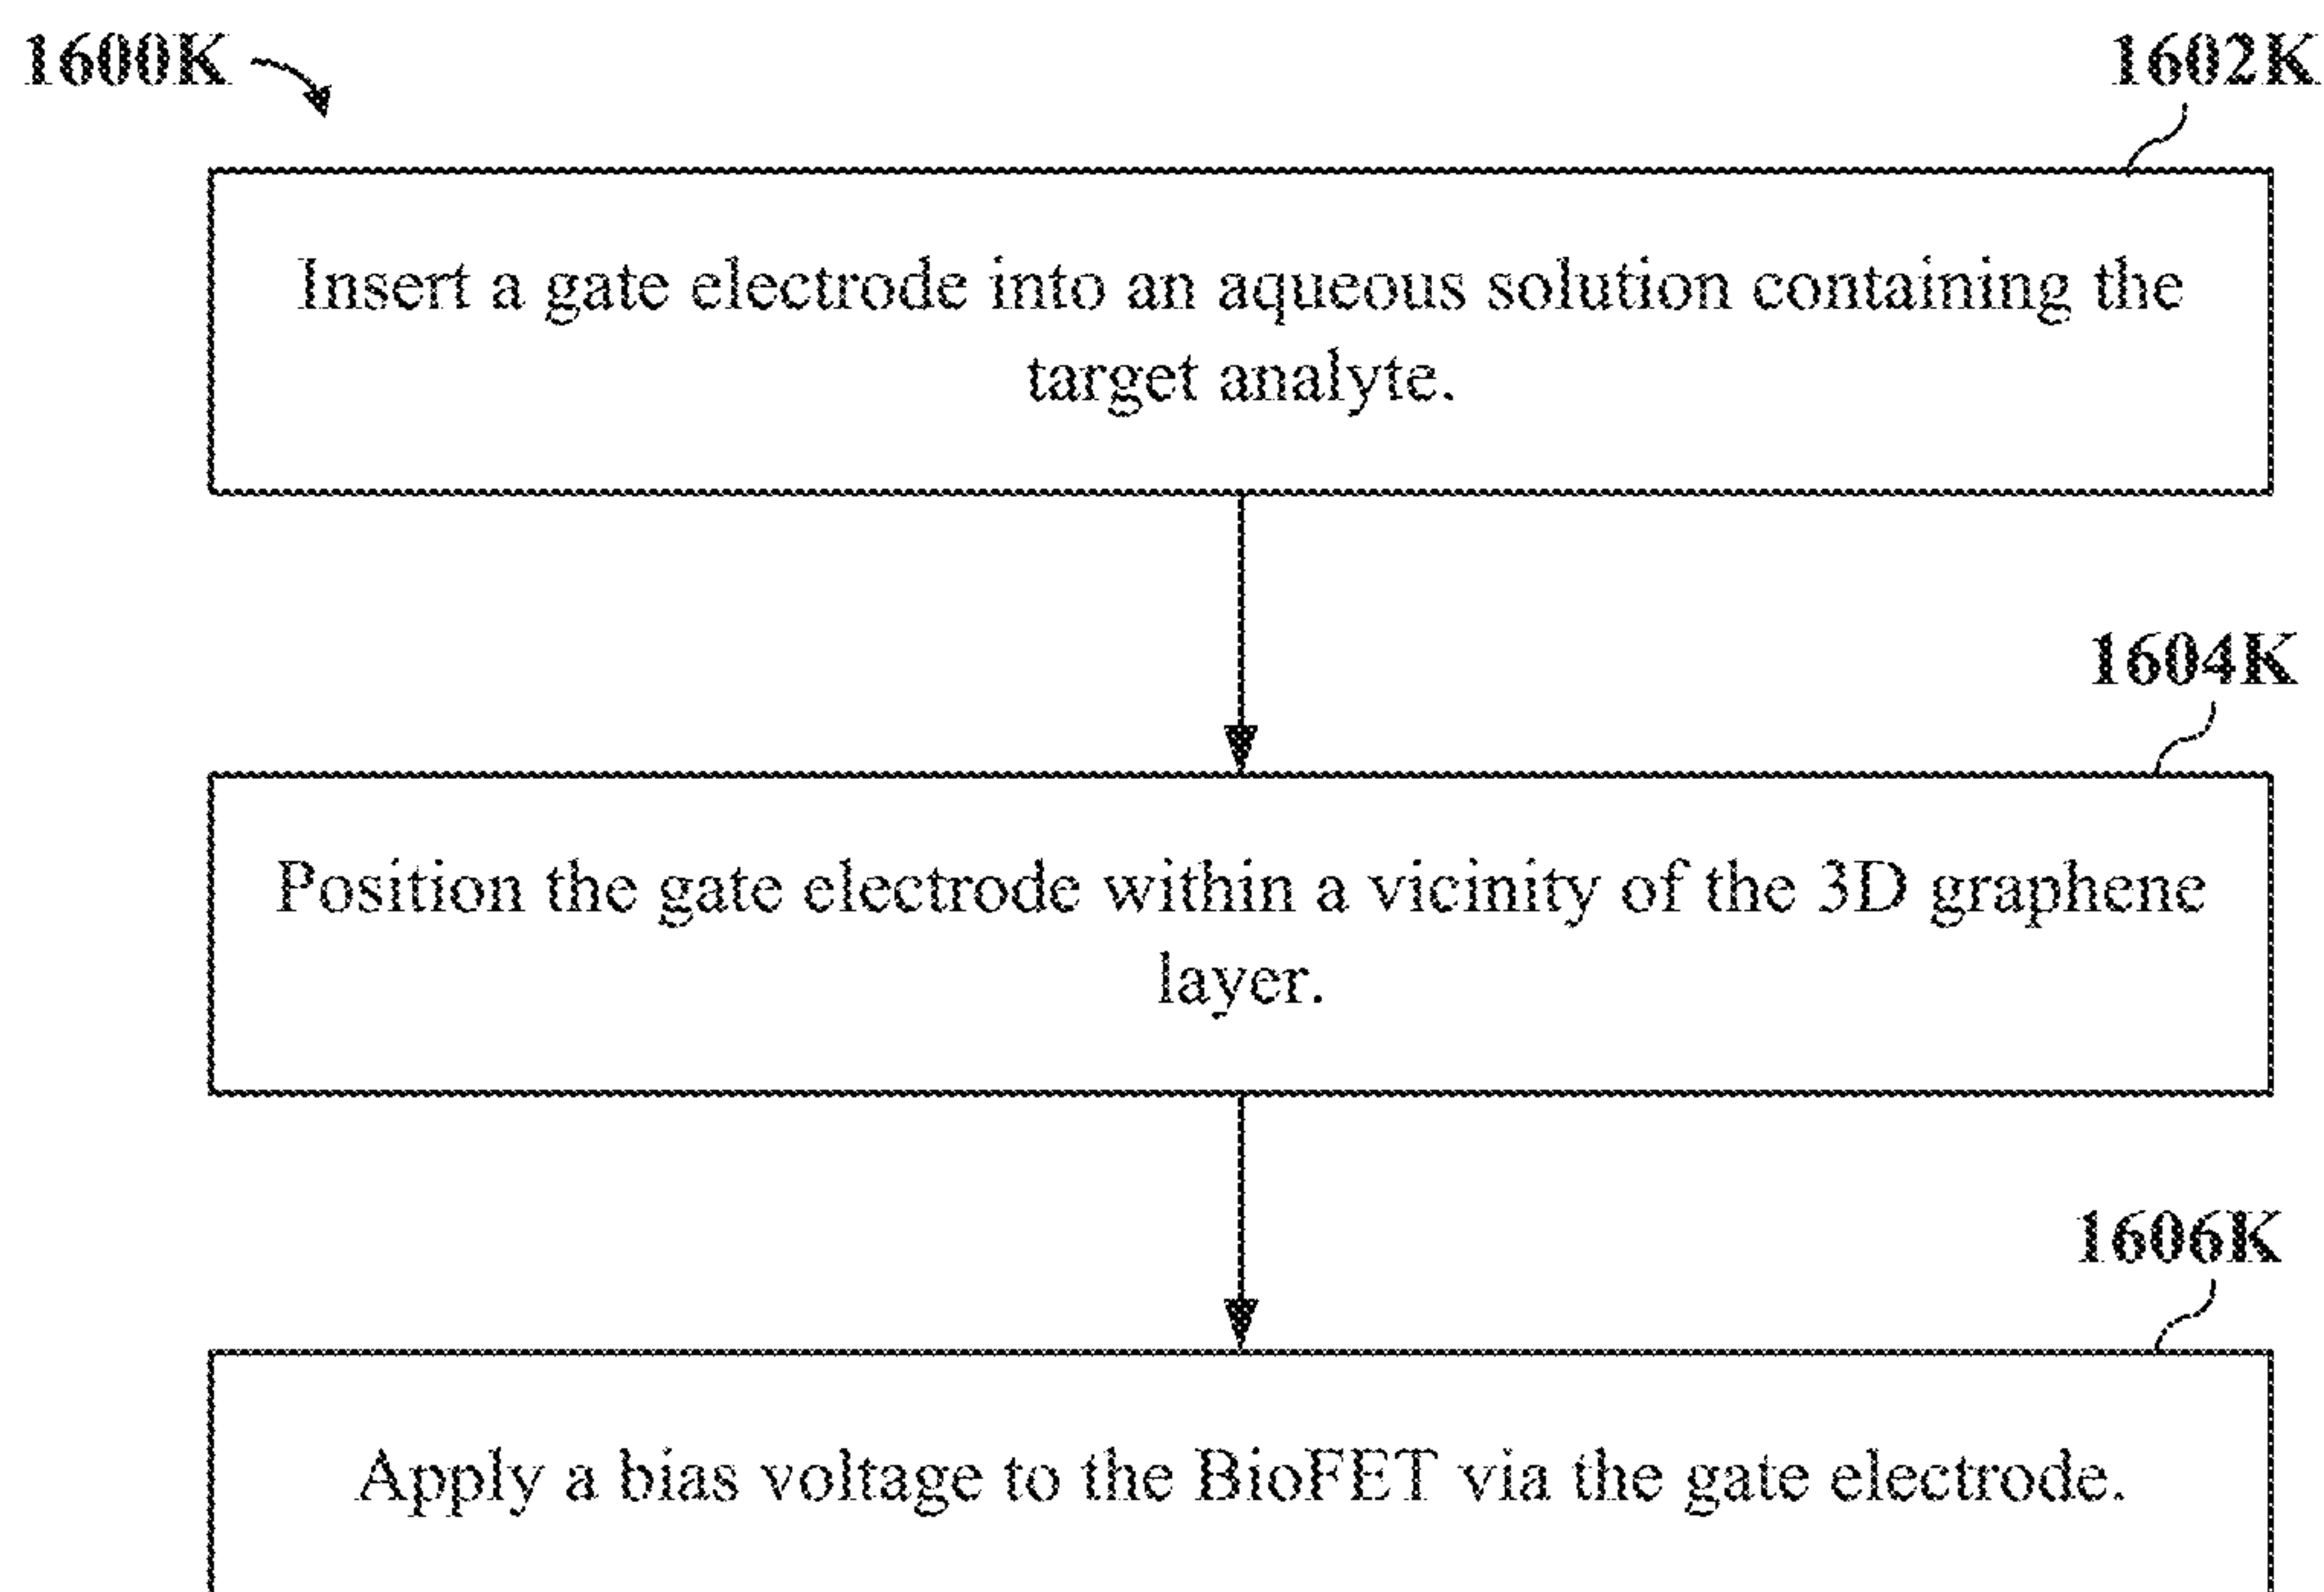 1600K
1602K
Insert a gate electrode into an aqueous solution containing the
target analyte.
1604K
Position the gate electrode within a vicinity of the 3D graphene
layer.
1606K
Apply a bias voltage to the BioFET via the gate electrode.